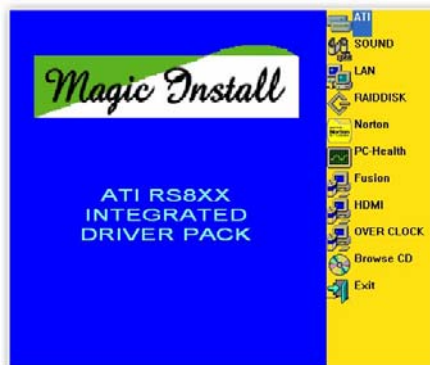 Magic Install
ATI RS8XX
INTEGRATED
DRIVER PACK
ATI
SOUND
LAN
RAIDDISK
Norton
PC-Health
Fusion
HDMI
OVER CLOCK
Browse CD
Exit